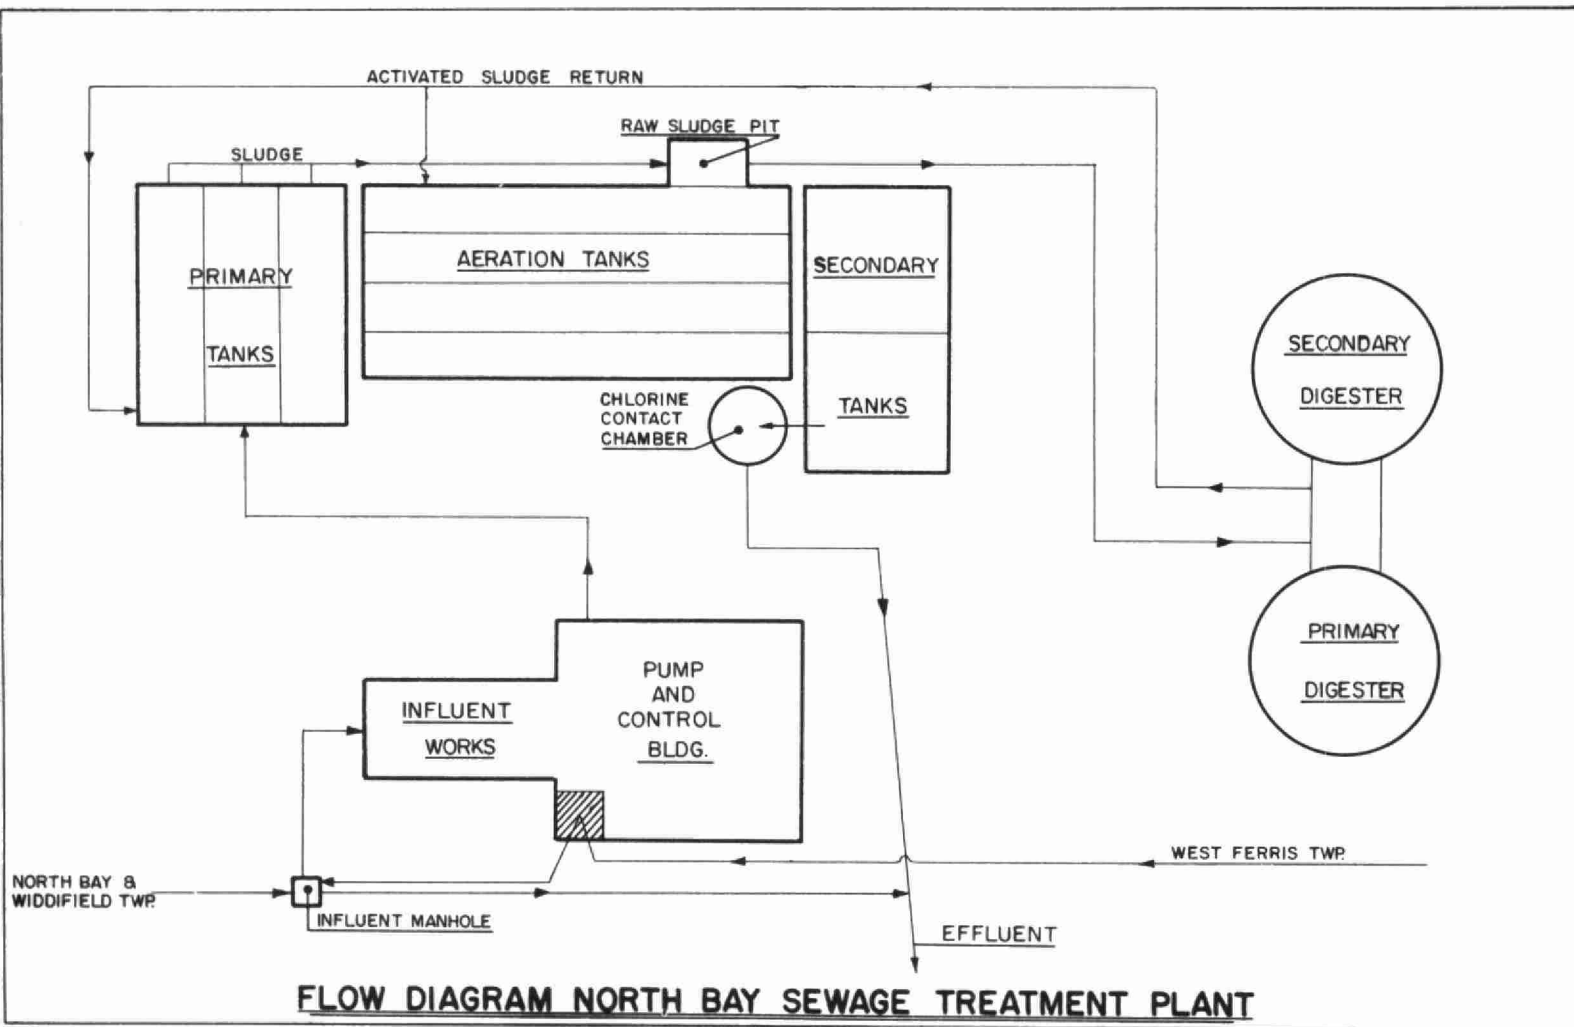 ACTIVATED SLUDGE RETURN
RAW SLUDGE PIT
SLUDGE
PRIMARY
TANKS
AERATION TANKS
SECONDARY
TANKS
CHLORINE
CONTACT
CHAMBER
SECONDARY
DIGESTER
PRIMARY
DIGESTER
PUMP
AND
CONTROL
BLDG.
INFLUENT
WORKS
WEST FERRIS TWP.
NORTH BAY &
WIDDIFIELD TWP.
INFLUENT MANHOLE
EFFLUENT
FLOW DIAGRAM NORTH BAY SEWAGE TREATMENT PLANT